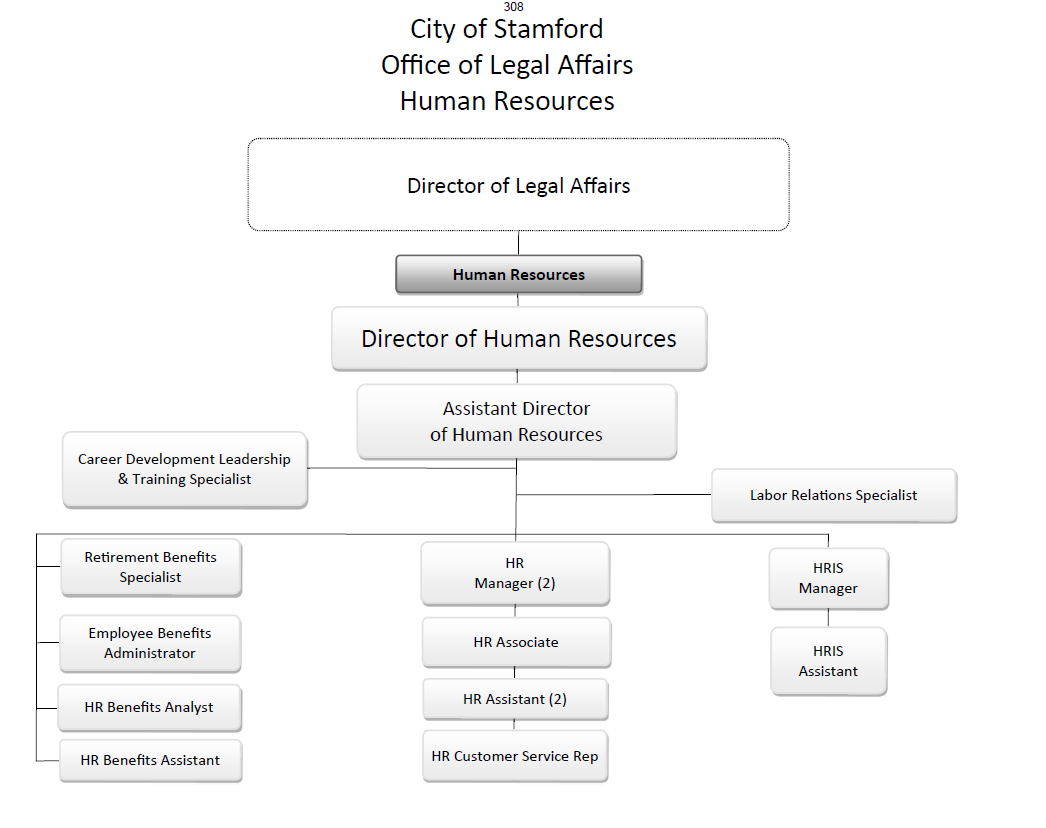 308
City of Stamford
Office of Legal Affairs
Human Resources
Director of Legal Affairs
Human Resources
Director of Human Resources
Assistant Director
of Human Resources
Career Development Leadership
& Training Specialist
Labor Relations Specialist
Retirement Benefits
Specialist
Employee Benefits
Administrator
HR Benefits Analyst
HR Benefits Assistant
HR
Manager (2)
HR Associate
HR Assistant (2)
HR Customer Service Rep
HRIS
Manager
HRIS
Assistant